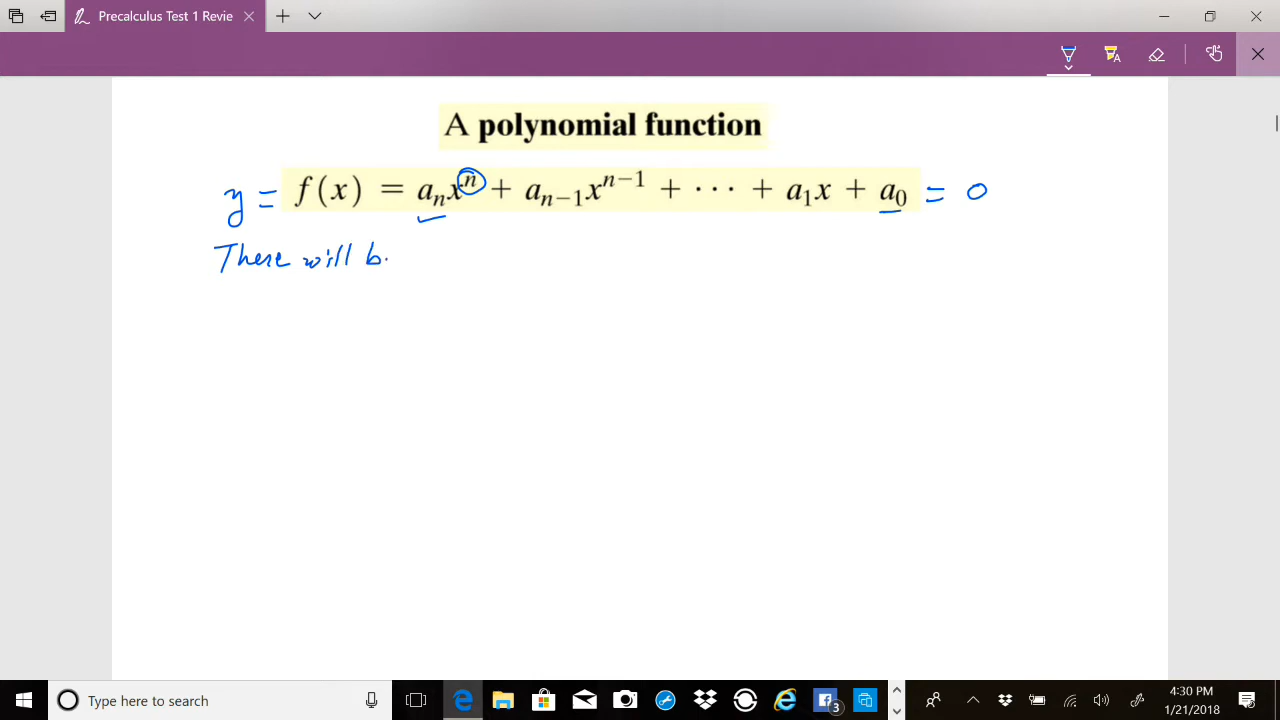 Precalculus Test 1 Revie
A polynomial function
y = f(x) = aₙxⁿ + aₙ₋₁xⁿ⁻¹ + ··· + a₁x + a₀ = 0
There will b
Type here to search
3
4:30 PM
1/21/2018